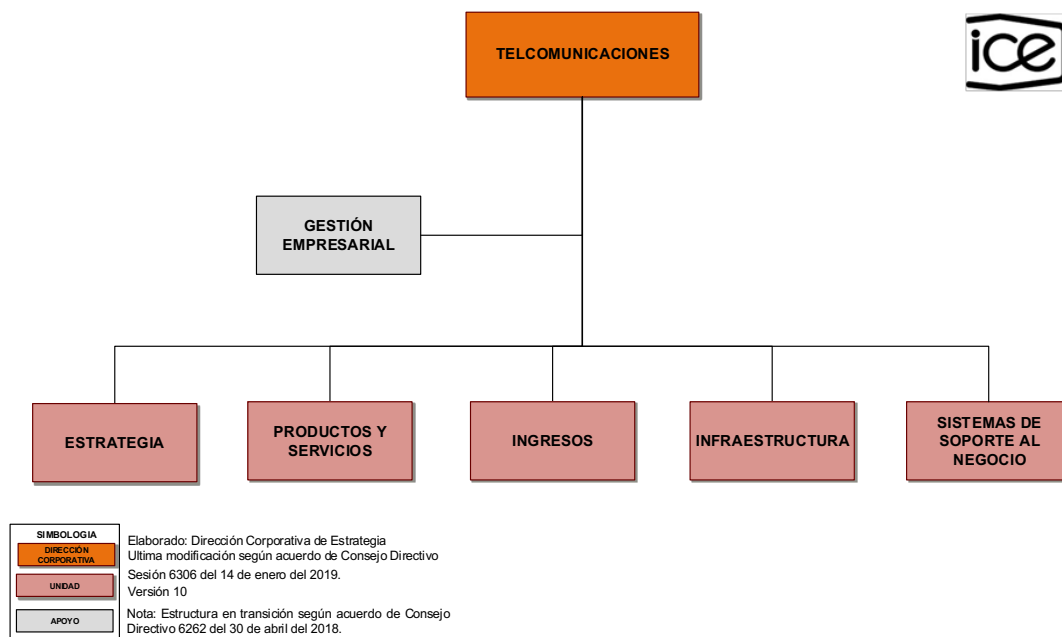 TELCOMUNICACIONES
ice
GESTIÓN
EMPRESARIAL
ESTRATEGIA
PRODUCTOS Y
SERVICIOS
INGRESOS
INFRAESTRUCTURA
SISTEMAS DE
SOPORTE AL
NEGOCIO
SIMBOLOGIA
DIRECCIÓN
CORPORATIVA
UNIDAD
APOYO
Elaborado: Dirección Corporativa de Estrategia
Ultima modificación según acuerdo de Consejo Directivo
Sesión 6306 del 14 de enero del 2019.
Versión 10
Nota: Estructura en transición según acuerdo de Consejo
Directivo 6262 del 30 de abril del 2018.